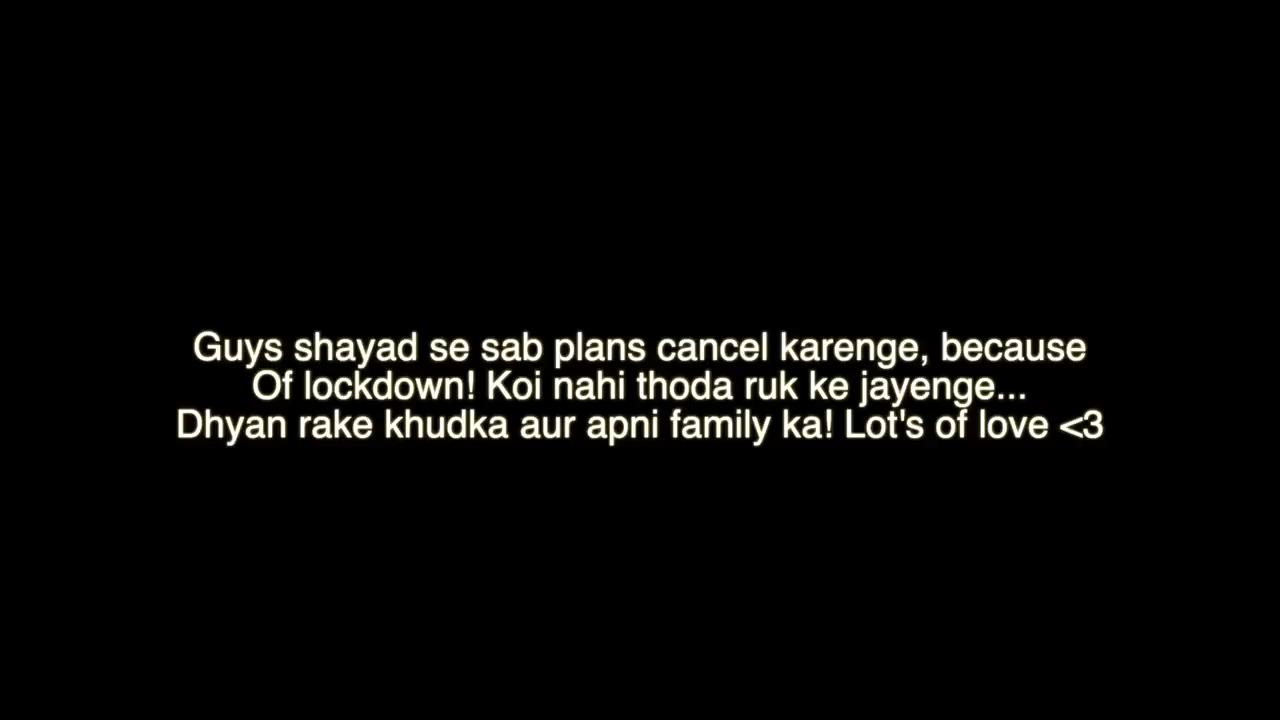 Guys shayad se sab plans cancel karenge, because
Of lockdown! Koi nahi thoda ruk ke jayenge...
Dhyan rake khudka aur apni family ka! Lot's of love <3